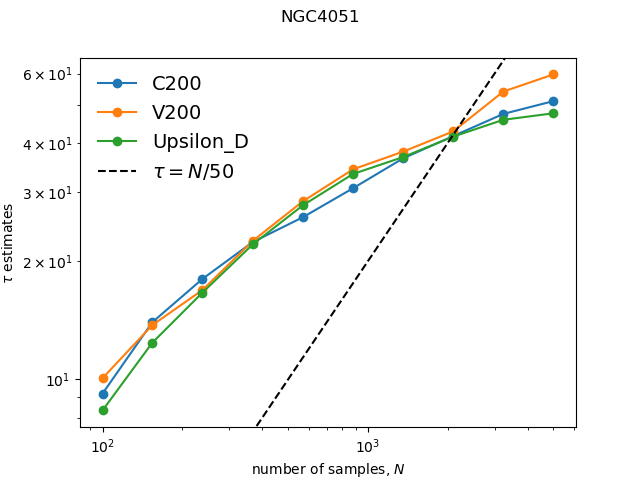 NGC4051
C200
V200
Upsilon_D
τ = N/50
6 × 10¹
4 × 10¹
3 × 10¹
2 × 10¹
10¹
τ estimates
10² 10³
number of samples, N